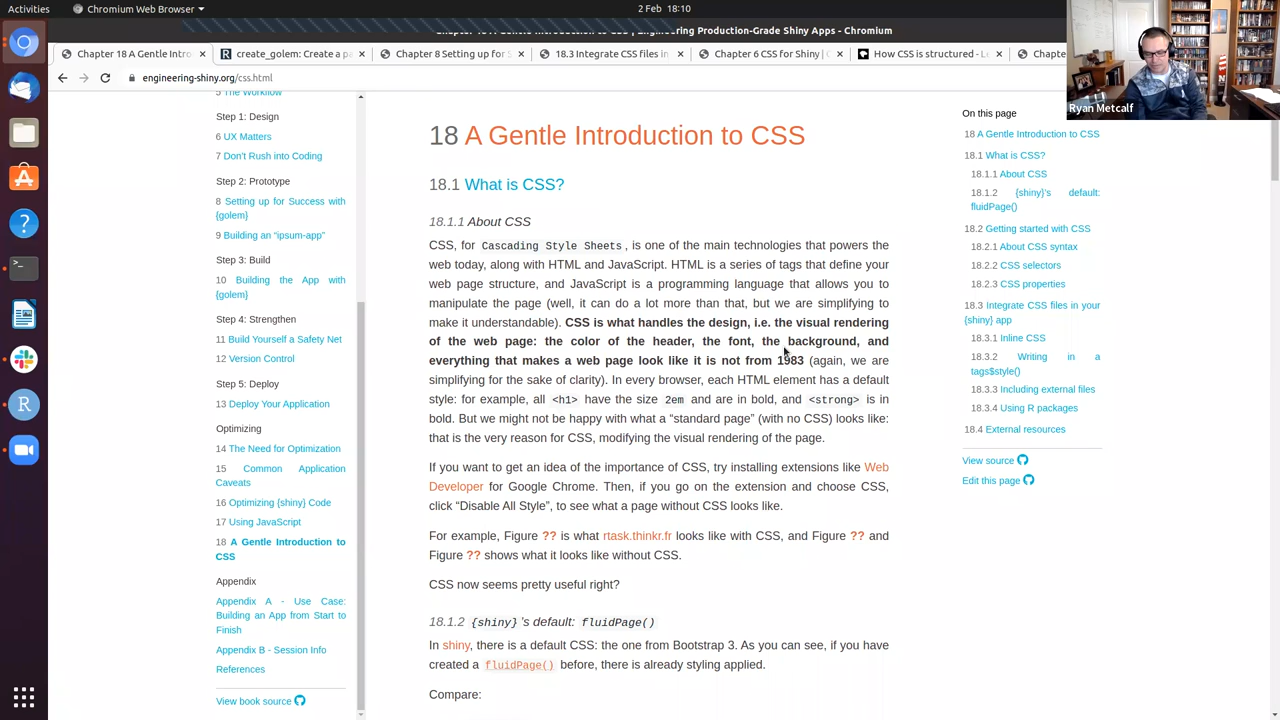 Chromium Web Browser
2 Feb 18:10
Engineering Production-Grade Shiny Apps - Chromium
Chapter 18 A Gentle Intro
create_golem: Create a pa
Chapter 8 Setting up for S
18.3 Integrate CSS files in
Chapter 6 CSS for Shiny | O
How CSS is structured - Le
Chapte
engineering-shiny.org/css.html
Ryan Metcalf
5 The Workflow
Step 1: Design
6 UX Matters
7 Don't Rush into Coding
Step 2: Prototype
8 Setting up for Success with
{golem}
9 Building an “ipsum-app”
Step 3: Build
10 Building the App with
{golem}
Step 4: Strengthen
11 Build Yourself a Safety Net
12 Version Control
Step 5: Deploy
13 Deploy Your Application
Optimizing
14 The Need for Optimization
15 Common Application
Caveats
16 Optimizing {shiny} Code
17 Using JavaScript
18 A Gentle Introduction to
CSS
Appendix
Appendix A - Use Case:
Building an App from Start to
Finish
Appendix B - Session Info
References
View book source
18 A Gentle Introduction to CSS
18.1 What is CSS?
18.1.1 About CSS
CSS, for Cascading Style Sheets, is one of the main technologies that powers the
web today, along with HTML and JavaScript. HTML is a series of tags that define your
web page structure, and JavaScript is a programming language that allows you to
manipulate the page (well, it can do a lot more than that, but we are simplifying to
make it understandable). CSS is what handles the design, i.e. the visual rendering
of the web page: the color of the header, the font, the background, and
everything that makes a web page look like it is not from 1983 (again, we are
simplifying for the sake of clarity). In every browser, each HTML element has a default
style: for example, all <h1> have the size 2em and are in bold, and <strong> is in
bold. But we might not be happy with what a “standard page” (with no CSS) looks like:
that is the very reason for CSS, modifying the visual rendering of the page.
If you want to get an idea of the importance of CSS, try installing extensions like Web
Developer for Google Chrome. Then, if you go on the extension and choose CSS,
click “Disable All Style”, to see what a page without CSS looks like.
For example, Figure ?? is what rtask.thinkr.fr looks like with CSS, and Figure ?? and
Figure ?? shows what it looks like without CSS.
CSS now seems pretty useful right?
18.1.2 {shiny}'s default: fluidPage()
In shiny, there is a default CSS: the one from Bootstrap 3. As you can see, if you have
created a fluidPage() before, there is already styling applied.
Compare:
On this page
18 A Gentle Introduction to CSS
18.1 What is CSS?
18.1.1 About CSS
18.1.2 {shiny}'s default:
fluidPage()
18.2 Getting started with CSS
18.2.1 About CSS syntax
18.2.2 CSS selectors
18.2.3 CSS properties
18.3 Integrate CSS files in your
{shiny} app
18.3.1 Inline CSS
18.3.2 Writing in a
tags$style()
18.3.3 Including external files
18.3.4 Using R packages
18.4 External resources
View source
Edit this page